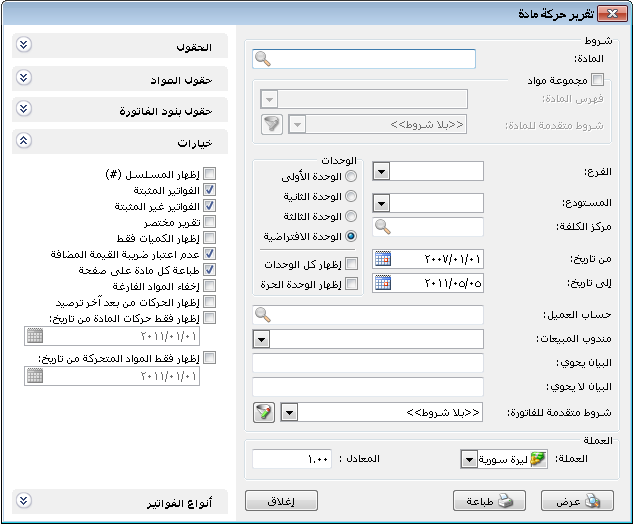 تقرير حركة مادة
شروط
المادة:
مجموعة مواد
فهرس المادة:
شروط متقدمة للمادة:
<<بلا شروط>>
الفرع:
المستودع:
مركز الكلفة:
من تاريخ:
٢٠٠٧/٠١/٠١
إلى تاريخ:
٢٠١١/٠٥/٠٥
الوحدات
الوحدة الأولى
الوحدة الثانية
الوحدة الثالثة
الوحدة الافتراضية
إظهار كل الوحدات
إظهار الوحدة الحرة
حساب العميل:
مندوب المبيعات:
البيان يحوي:
البيان لا يحوي:
شروط متقدمة للفاتورة:
<<بلا شروط>>
العملة
العملة:
ليرة سورية
المعادل :
١.٠٠
عرض
طباعة
إغلاق
الحقول
حقول المواد
حقول بنود الفاتورة
خيارات
إظهار المسلسل (#)
الفواتير المثبتة
الفواتير غير المثبتة
تقرير مختصر
إظهار الكميات فقط
عدم اعتبار ضريبة القيمة المضافة
طباعة كل مادة على صفحة
إخفاء المواد الفارغة
إظهار الحركات من بعد آخر ترصيد
إظهار فقط حركات المادة من تاريخ:
٢٠١١/٠١/٠١
إظهار فقط المواد المتحركة من تاريخ:
٢٠١١/٠١/٠١
أنواع الفواتير